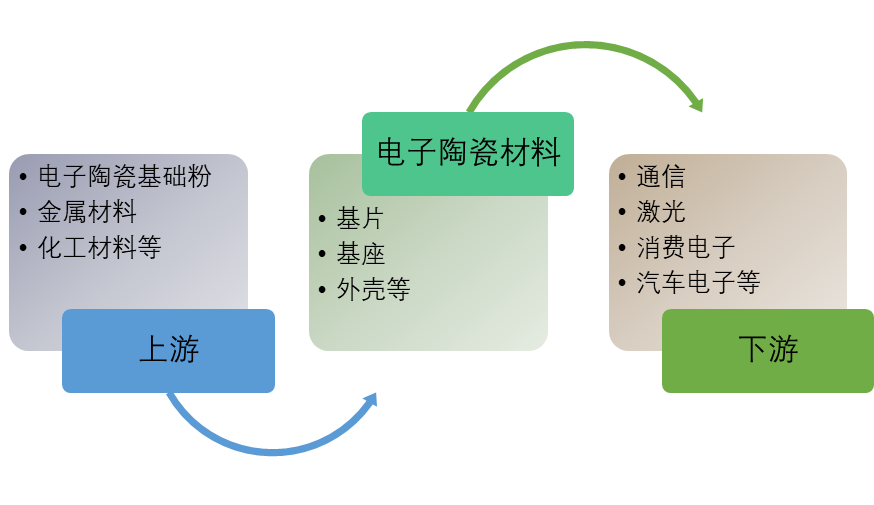 • 电子陶瓷基础粉
• 金属材料
• 化工材料等
上游
电子陶瓷材料
• 基片
• 基座
• 外壳等
• 通信
• 激光
• 消费电子
• 汽车电子等
下游